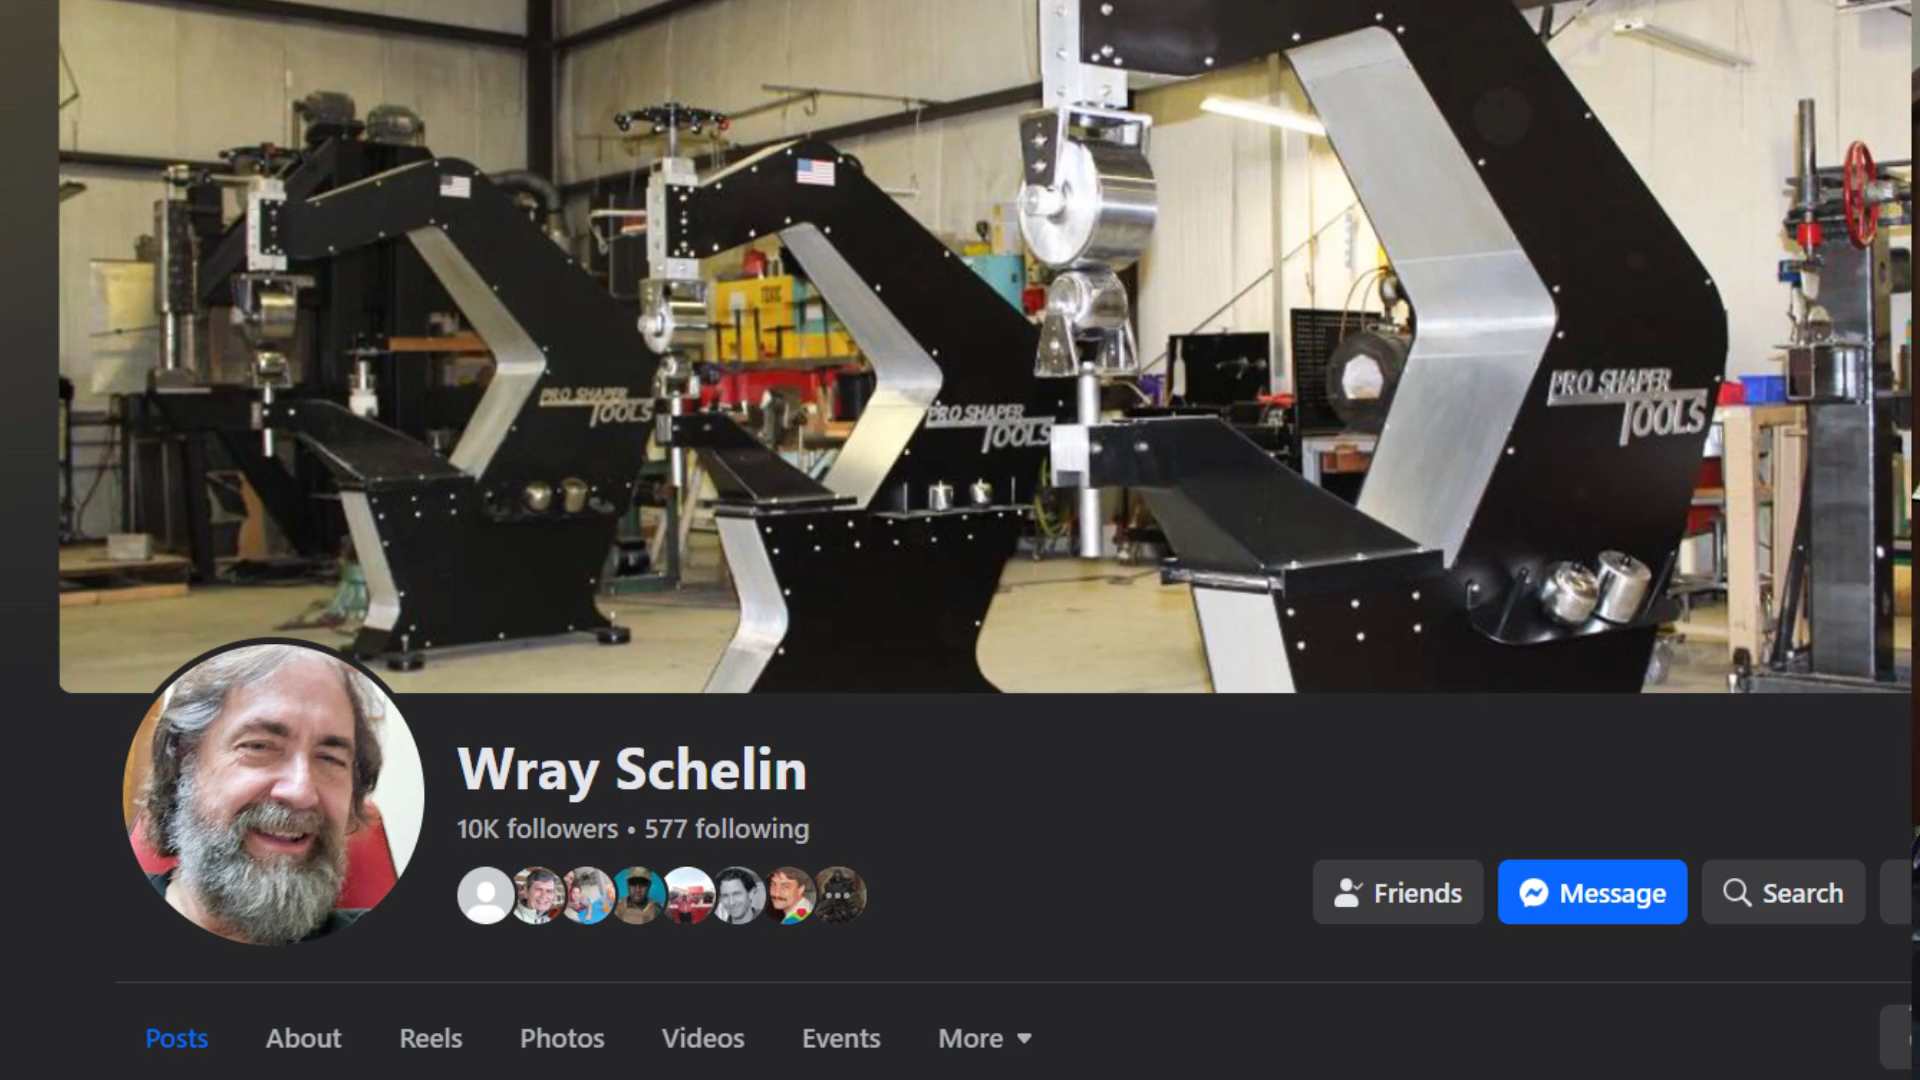 TOXIC
PRO SHAPER
TOOLS
PRO SHAPER
TOOLS
PRO SHAPER
TOOLS
Wray Schelin
10K followers • 577 following
Friends
Message
Search
Posts
About
Reels
Photos
Videos
Events
More